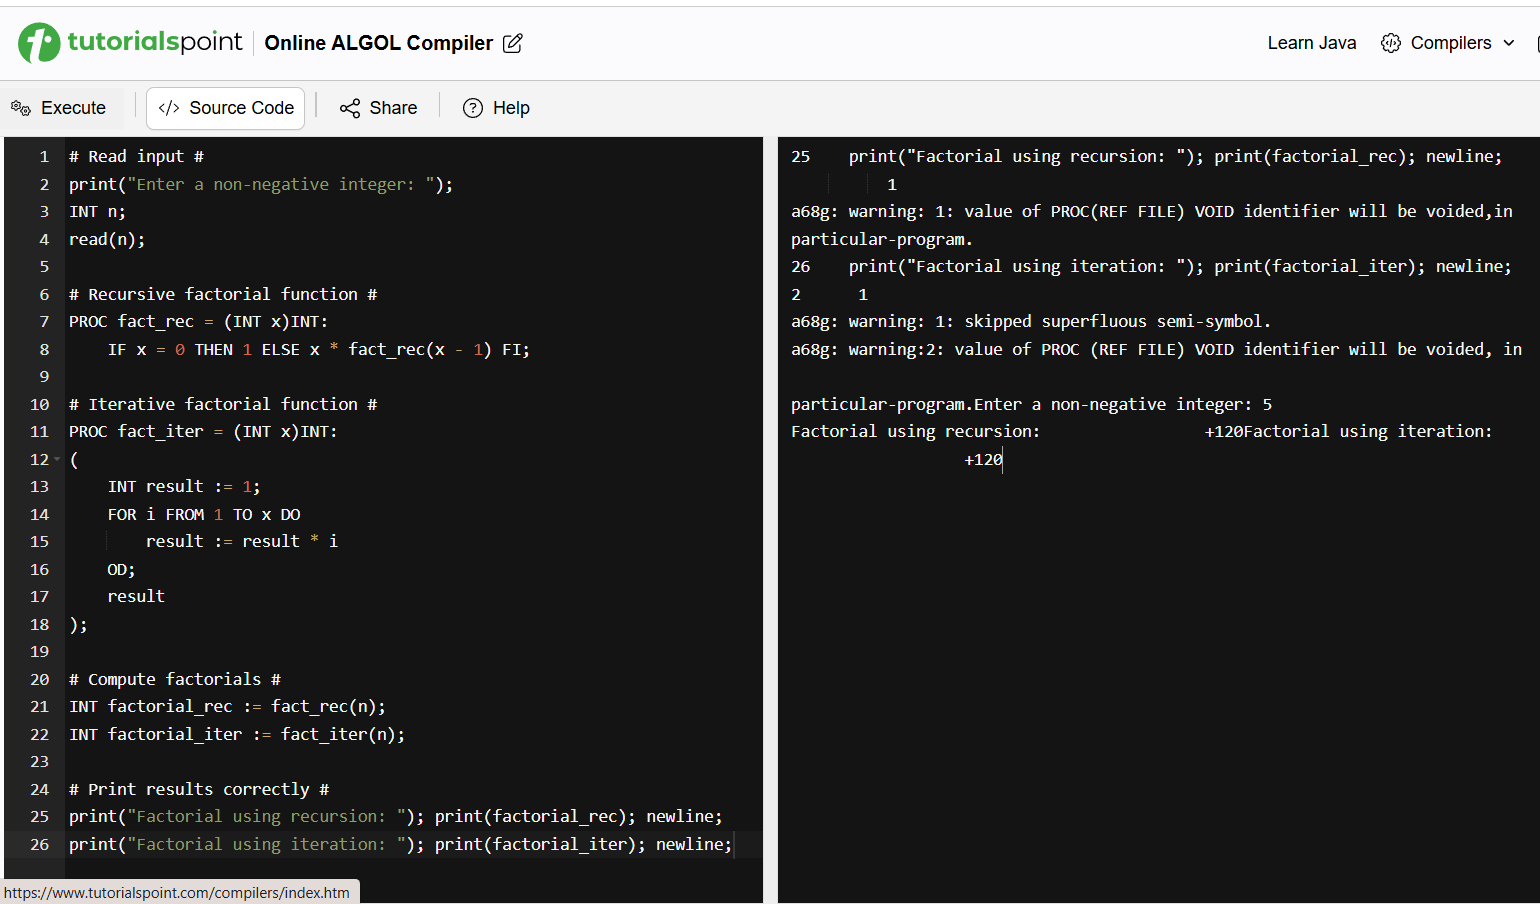 tutorialspoint Online ALGOL Compiler Learn Java Compilers
Execute </> Source Code Share Help
1 # Read input #
2 print("Enter a non-negative integer: ");
3 INT n;
4 read(n);
5
6 # Recursive factorial function #
7 PROC fact_rec = (INT x)INT:
8 IF x = 0 THEN 1 ELSE x * fact_rec(x - 1) FI;
9
10 # Iterative factorial function #
11 PROC fact_iter = (INT x)INT:
12 (
13 INT result := 1;
14 FOR i FROM 1 TO x DO
15 result := result * i
16 OD;
17 result
18 );
19
20 # Compute factorials #
21 INT factorial_rec := fact_rec(n);
22 INT factorial_iter := fact_iter(n);
23
24 # Print results correctly #
25 print("Factorial using recursion: "); print(factorial_rec); newline;
26 print("Factorial using iteration: "); print(factorial_iter); newline;
https://www.tutorialspoint.com/compilers/index.htm
25 print("Factorial using recursion: "); print(factorial_rec); newline;
1
a68g: warning: 1: value of PROC(REF FILE) VOID identifier will be voided,in
particular-program.
26 print("Factorial using iteration: "); print(factorial_iter); newline;
2 1
a68g: warning: 1: skipped superfluous semi-symbol.
a68g: warning:2: value of PROC (REF FILE) VOID identifier will be voided, in
particular-program.Enter a non-negative integer: 5
Factorial using recursion: +120Factorial using iteration:
+120